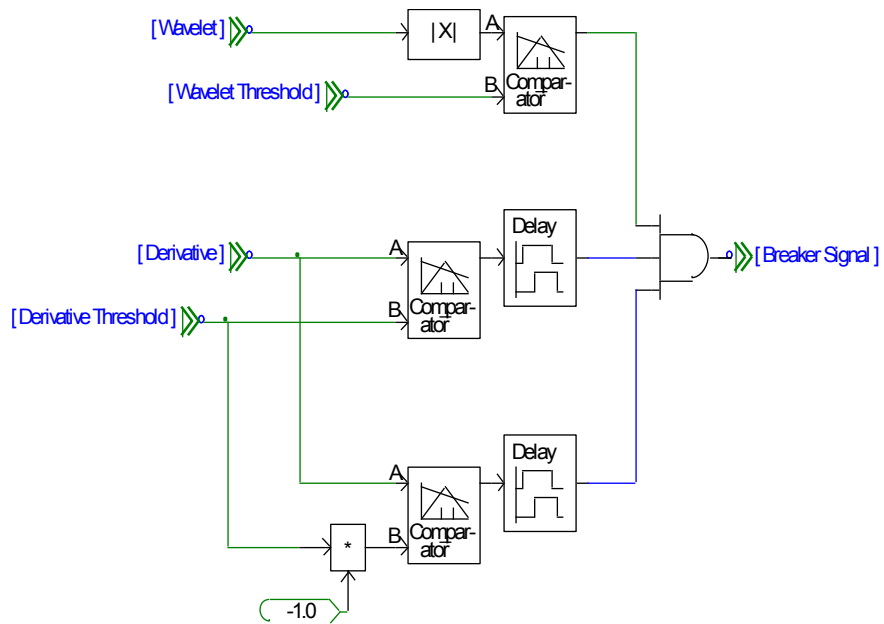 [ Wavelet ]
|X|
A
[ Wavelet Threshold ]
B
Compar-
ator
[ Derivative ]
A
Delay
[ Breaker Signal ]
[ Derivative Threshold ]
B
Compar-
ator
A
Delay
B
Compar-
ator
*
-1.0